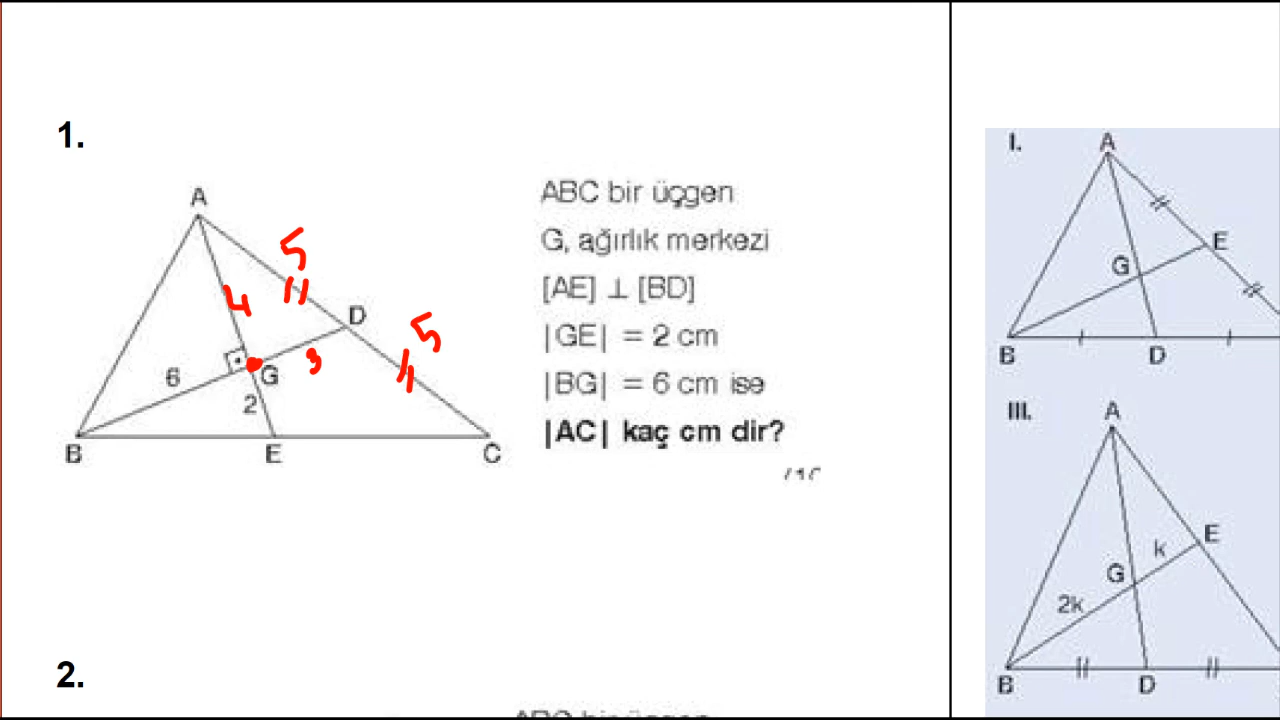 1.
A
5
4
D
5
3
6
G
2
B
E
C
ABC bir üçgen
G, ağırlık merkezi
[AE] ⊥ [BD]
|GE| = 2 cm
|BG| = 6 cm ise
|AC| kaç cm dir?
2.
I.
A
E
G
B
D
III.
A
E
k
G
2k
B
D